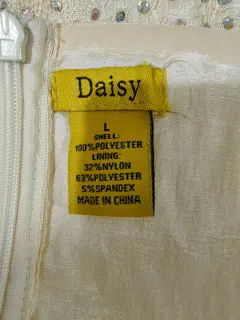 Daisy
L
SHELL:
100%POLYESTER
LINING:
32%NYLON
63%POLYESTER
5%SPANDEX
MADE IN CHINA